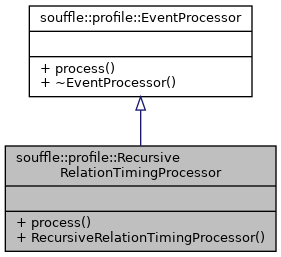 souffle::profile::EventProcessor
+ process()
+ ~EventProcessor()
souffle::profile::Recursive
RelationTimingProcessor
+ process()
+ RecursiveRelationTimingProcessor()